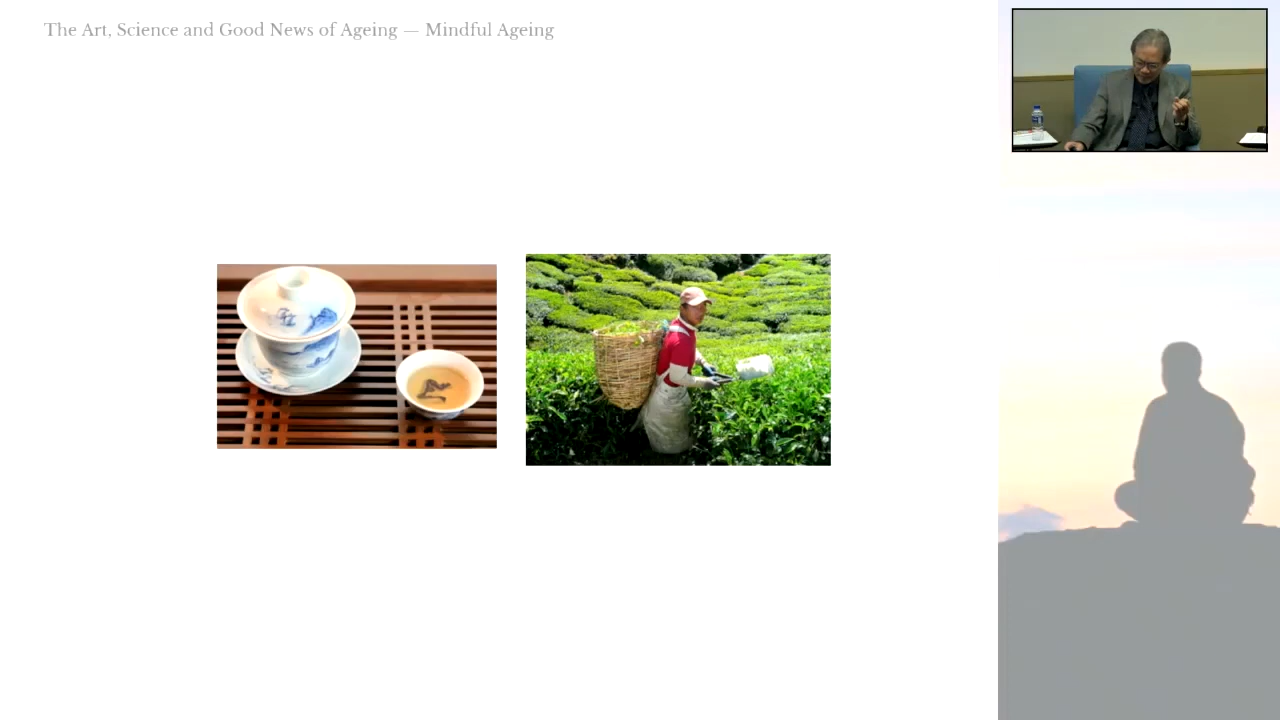 The Art, Science and Good News of Ageing — Mindful Ageing